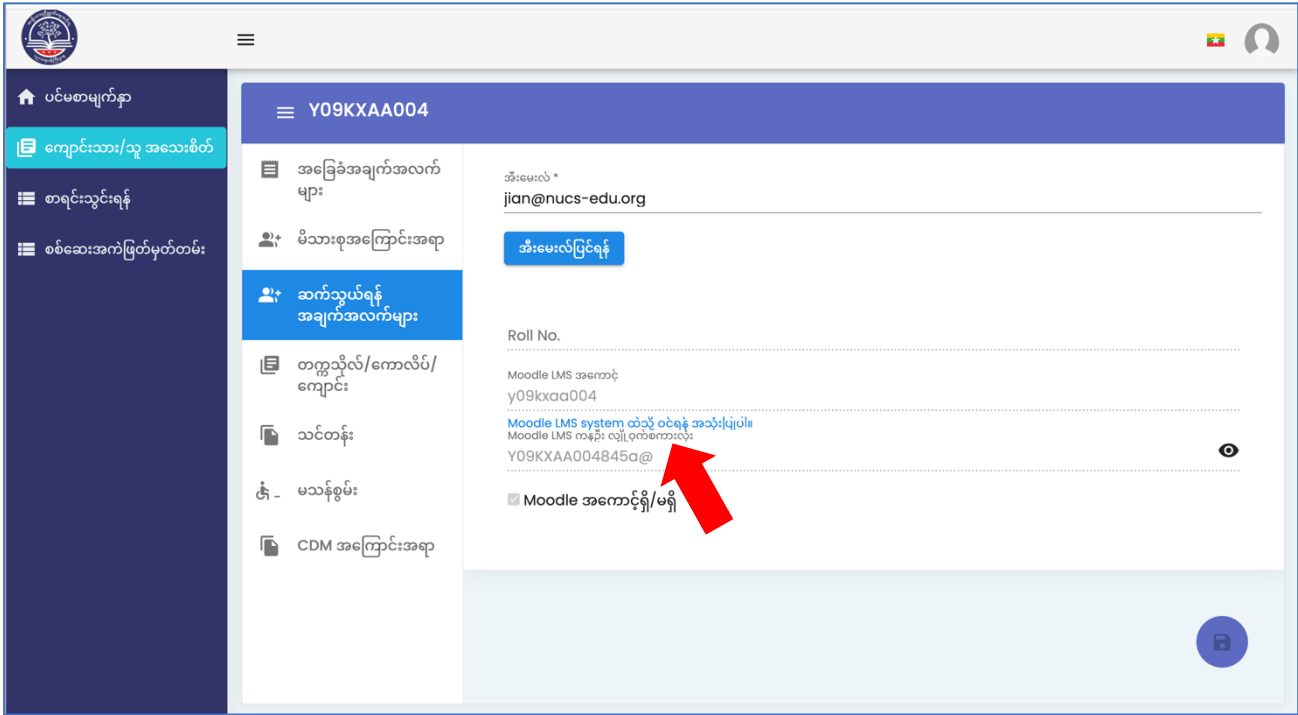 ပင်မစာမျက်နှာ
ကျောင်းသား/သူ အသေးစိတ်
စာရင်းသွင်းရန်
စစ်ဆေးအကဲဖြတ်မှတ်တမ်း
Y09KXAA004
အခြေခံအချက်အလက်
များ
မိသားစုအကြောင်းအရာ
ဆက်သွယ်ရန်
အချက်အလက်များ
တက္ကသိုလ်/ကောလိပ်/
ကျောင်း
သင်တန်း
မသန်စွမ်း
CDM အကြောင်းအရာ
အီးမေးလ် *
jian@nucs-edu.org
အီးမေးလ်ပြင်ရန်
Roll No.
Moodle LMS အကောင့်
y09kxaa004
Moodle LMS system ထဲသို့ ဝင်ရန် အသုံးပြုပါ။
Moodle LMS ကနဦး လျှို့ဝှက်စကားလုံး
Y09KXAA004845a@
Moodle အကောင့်ရှိ/မရှိ